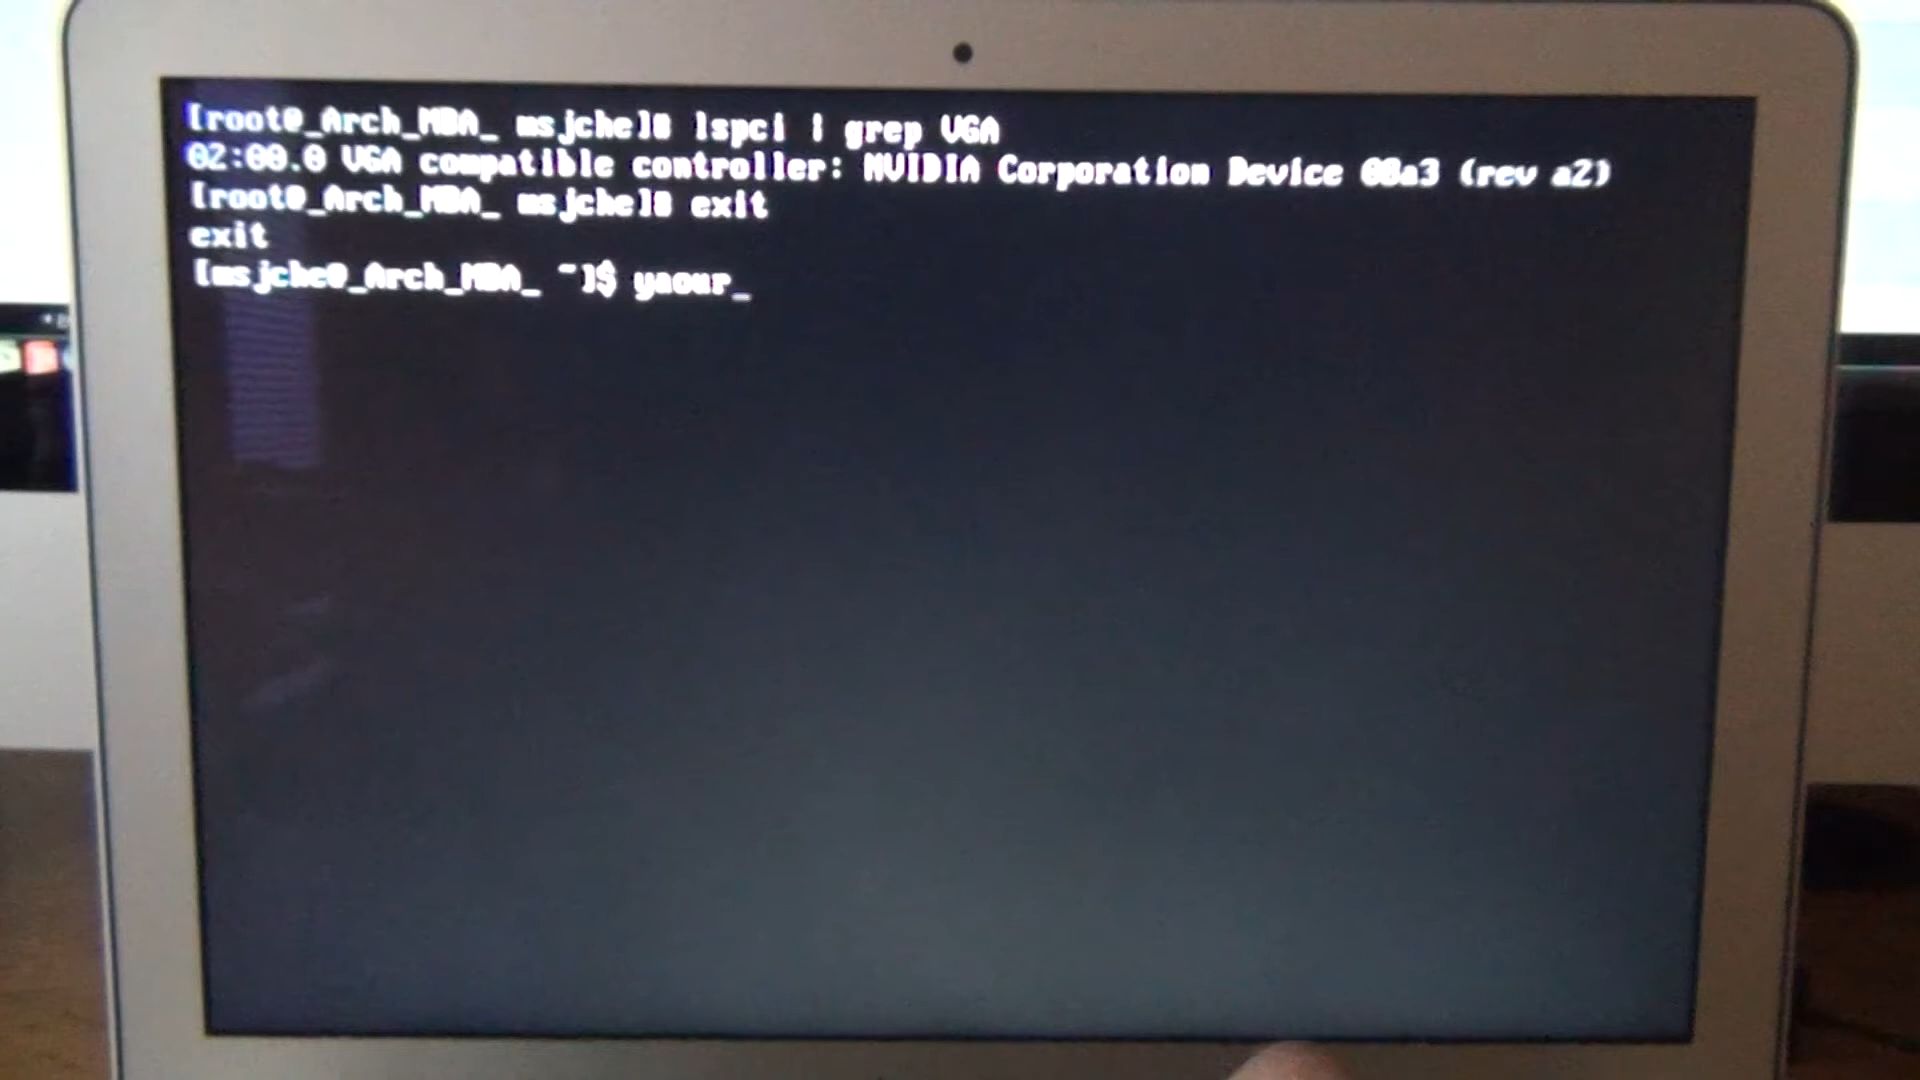 [root@_Arch_MBA_ msjche]# lspci | grep VGA
02:00.0 VGA compatible controller: NVIDIA Corporation Device 08a3 (rev a2)
[root@_Arch_MBA_ msjche]# exit
exit
[msjche@_Arch_MBA_ ~]$ yaour_